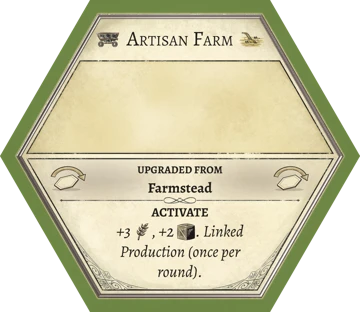 Artisan Farm
UPGRADED FROM
Farmstead
ACTIVATE
+3 , +2 . Linked
Production (once per
round).